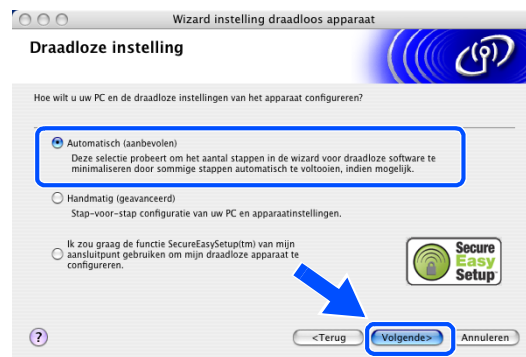 Wizard instelling draadloos apparaat
Draadloze instelling
Hoe wilt u uw PC en de draadloze instellingen van het apparaat configureren?
Automatisch (aanbevolen)
Deze selectie probeert om het aantal stappen in de wizard voor draadloze software te
minimaliseren door sommige stappen automatisch te voltooien, indien mogelijk.
Handmatig (geavanceerd)
Stap-voor-stap configuratie van uw PC en apparaatinstellingen.
Ik zou graag de functie SecureEasySetup(tm) van mijn
aansluitpunt gebruiken om mijn draadloze apparaat te
configureren.
Secure
Easy
Setup
?
<Terug
Volgende>
Annuleren